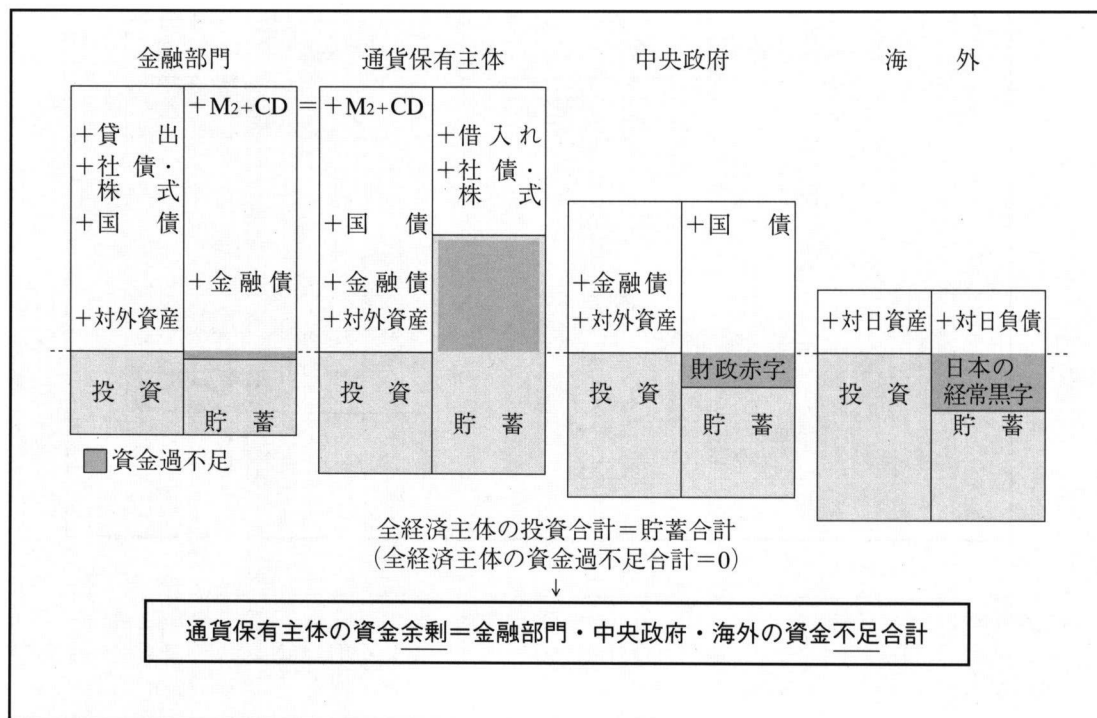 金融部門 通貨保有主体 中央政府 海外
+M2+CD=+M2+CD
+貸出
+社債・
株式
+国債
+対外資産
+金融債
投資
貯蓄
+国債
+金融債
+対外資産
+借入れ
+社債・
株式
投資
貯蓄
+金融債
+対外資産
+国債
財政赤字
投資
貯蓄
+対日資産
+対日負債
日本の
経常黒字
投資
貯蓄
資金過不足
全経済主体の投資合計=貯蓄合計
(全経済主体の資金過不足合計=0)
↓
通貨保有主体の資金余剰=金融部門・中央政府・海外の資金不足合計